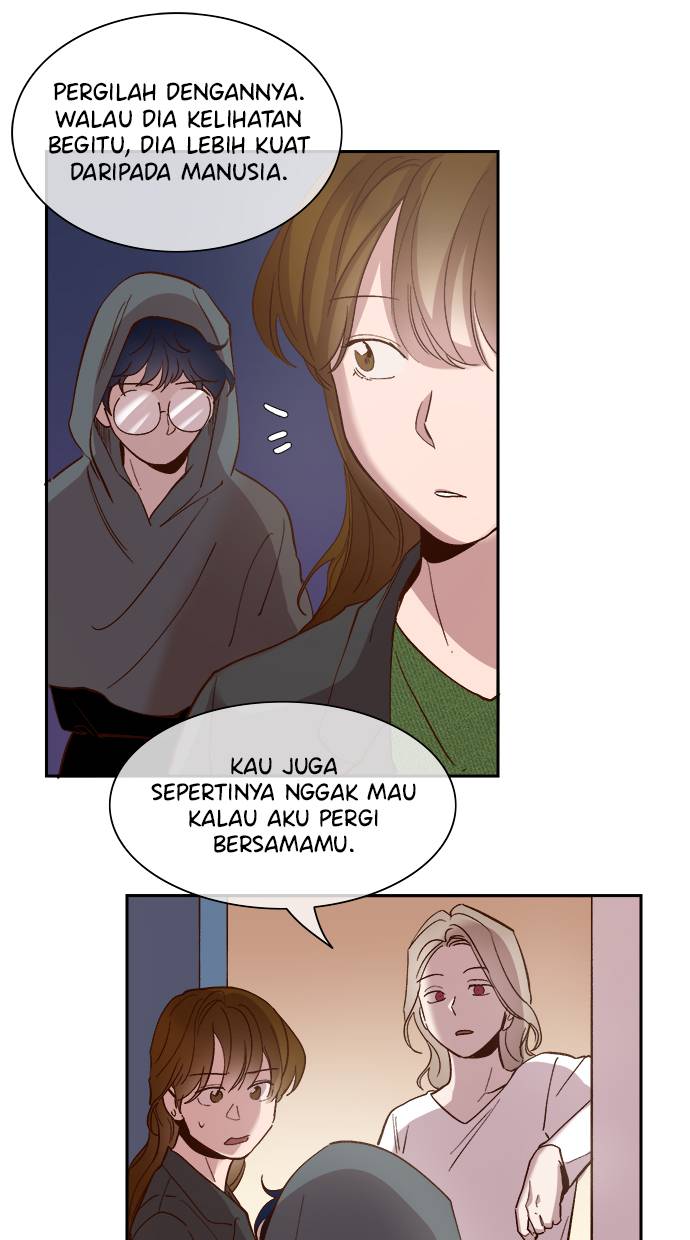 PERGILAH DENGANNYA.
WALAU DIA KELIHATAN
BEGITU, DIA LEBIH KUAT
DARIPADA MANUSIA.
KAU JUGA
SEPERTINYA NGGAK MAU
KALAU AKU PERGI
BERSAMAMU.